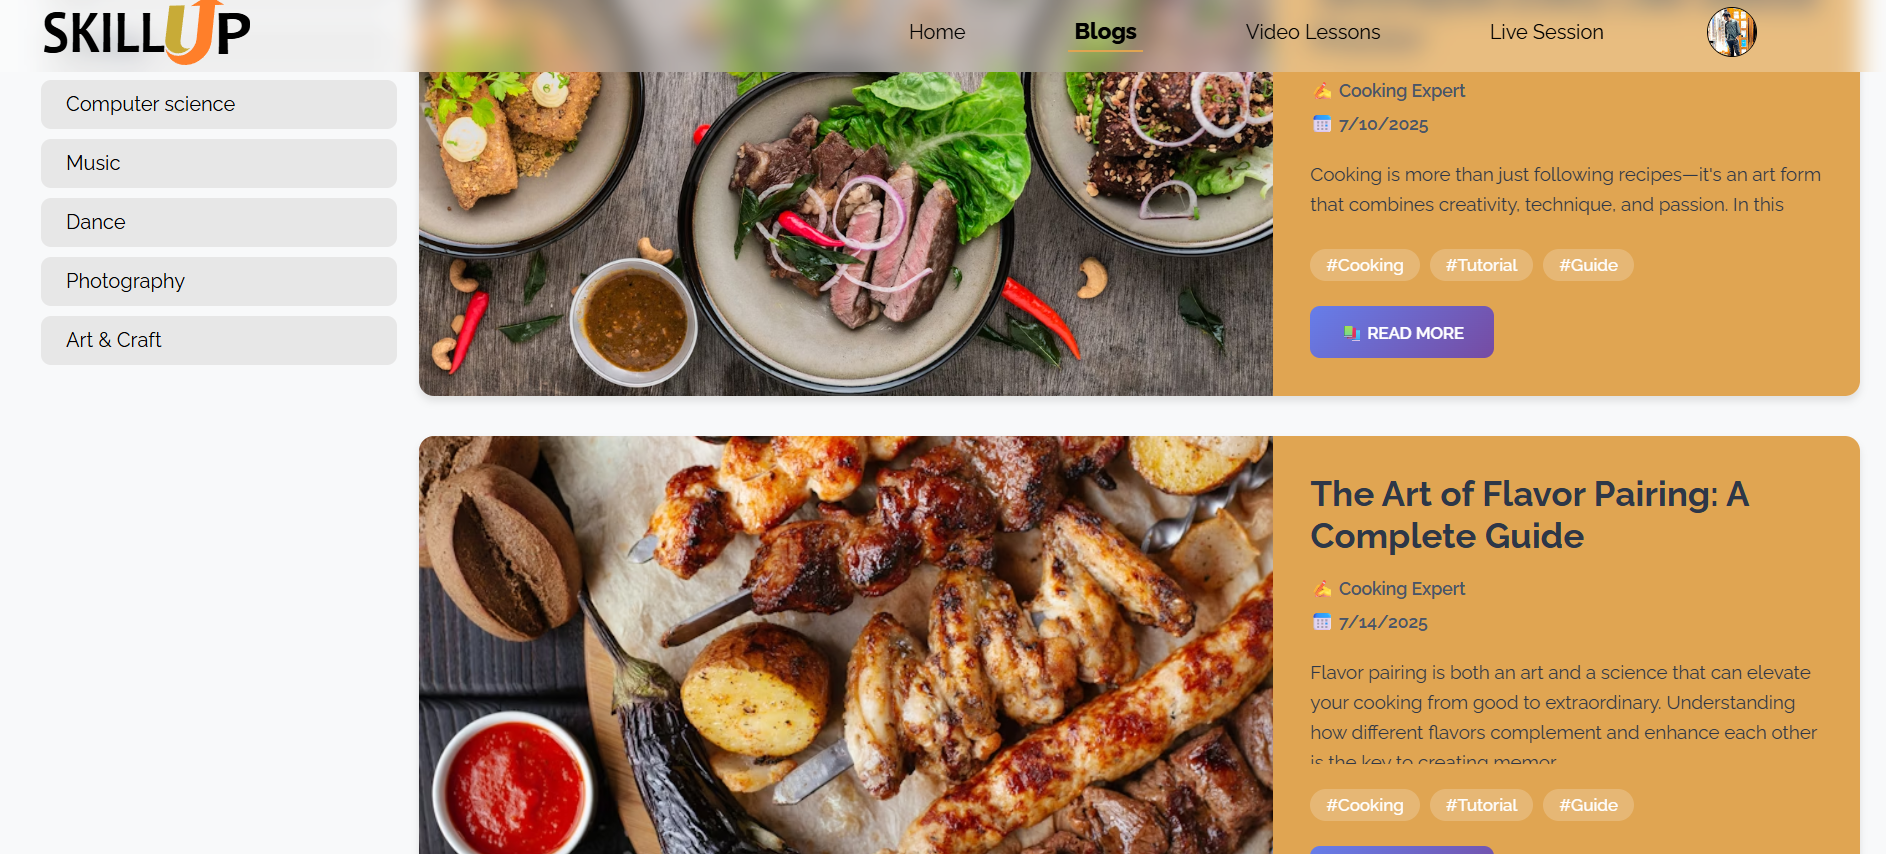 SKILLUP
Home
Blogs
Video Lessons
Live Session
Computer science
Music
Dance
Photography
Art & Craft
Cooking Expert
7/10/2025
Cooking is more than just following recipes—it's an art form
that combines creativity, technique, and passion. In this
#Cooking #Tutorial #Guide
READ MORE
The Art of Flavor Pairing: A
Complete Guide
Cooking Expert
7/14/2025
Flavor pairing is both an art and a science that can elevate
your cooking from good to extraordinary. Understanding
how different flavors complement and enhance each other
is the key to creating memor
#Cooking #Tutorial #Guide